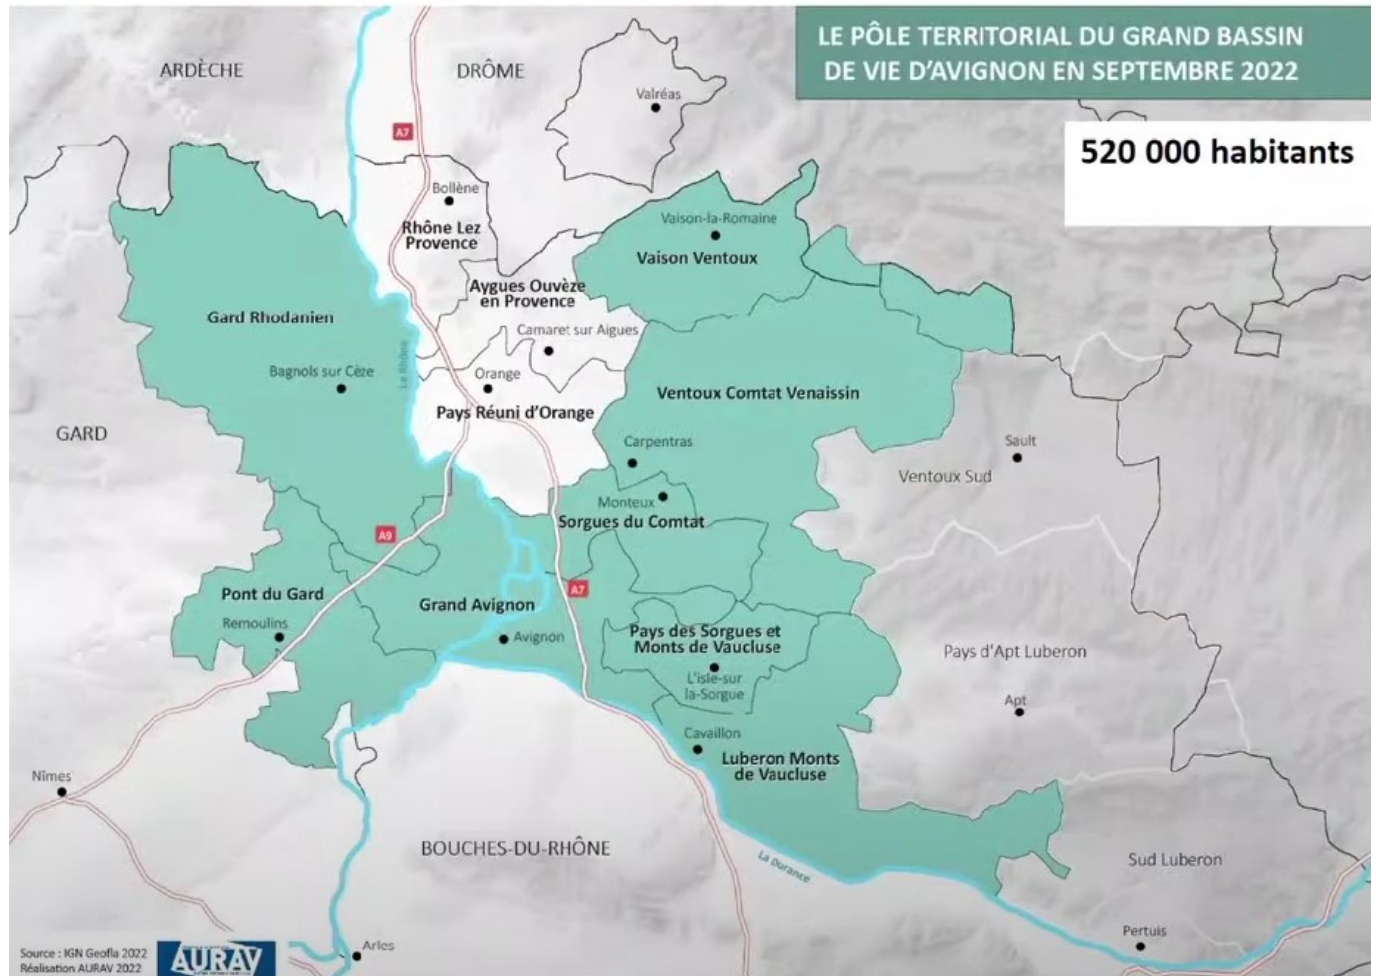 LE PÔLE TERRITORIAL DU GRAND BASSIN
DE VIE D'AVIGNON EN SEPTEMBRE 2022
520 000 habitants
ARDÈCHE
DRÔME
Valréas
A7
Bollène
Rhône Lez
Provence
Vaison-la-Romaine
Vaison Ventoux
Aygues Ouvèze
en Provence
Gard Rhodanien
Camaret sur Aigues
Le Rhône
Bagnols sur Cèze
Orange
Pays Réuni d'Orange
Ventoux Comtat Venaissin
GARD
Carpentras
Sault
Ventoux Sud
Monteux
Sorgues du Comtat
A9
A7
Pont du Gard
Remoulins
Grand Avignon
Avignon
Pays des Sorgues et
Monts de Vaucluse
L'isle-sur
la-Sorgue
Pays d'Apt Luberon
Apt
Cavaillon
Luberon Monts
de Vaucluse
Nîmes
BOUCHES-DU-RHÔNE
La Durance
Sud Luberon
Pertuis
Arles
Source : IGN Geofla 2022
Réalisation AURAV 2022
AURAV